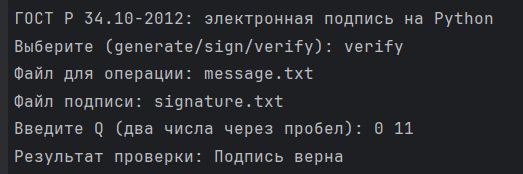 ГОСТ Р 34.10-2012: электронная подпись на Python
Выберите (generate/sign/verify): verify
Файл для операции: message.txt
Файл подписи: signature.txt
Введите Q (два числа через пробел): 0 11
Результат проверки: Подпись верна